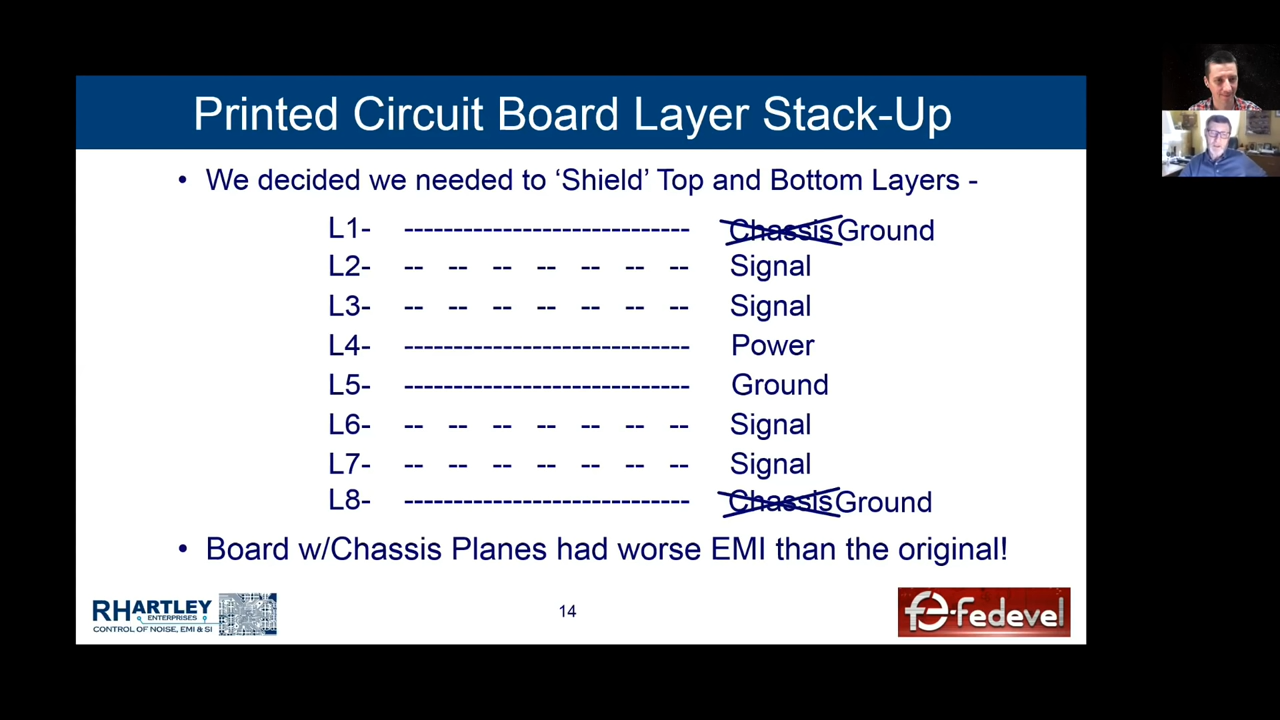 Printed Circuit Board Layer Stack-Up
• We decided we needed to ‘Shield’ Top and Bottom Layers -
L1- ----------------------------- Chassis Ground
L2- -- -- -- -- -- -- -- Signal
L3- -- -- -- -- -- -- -- Signal
L4- ----------------------------- Power
L5- ----------------------------- Ground
L6- -- -- -- -- -- -- -- Signal
L7- -- -- -- -- -- -- -- Signal
L8- ----------------------------- Chassis Ground
• Board w/Chassis Planes had worse EMI than the original!
RHARTLEY
ENTERPRISES
CONTROL OF NOISE, EMI & SI
14
fedevel